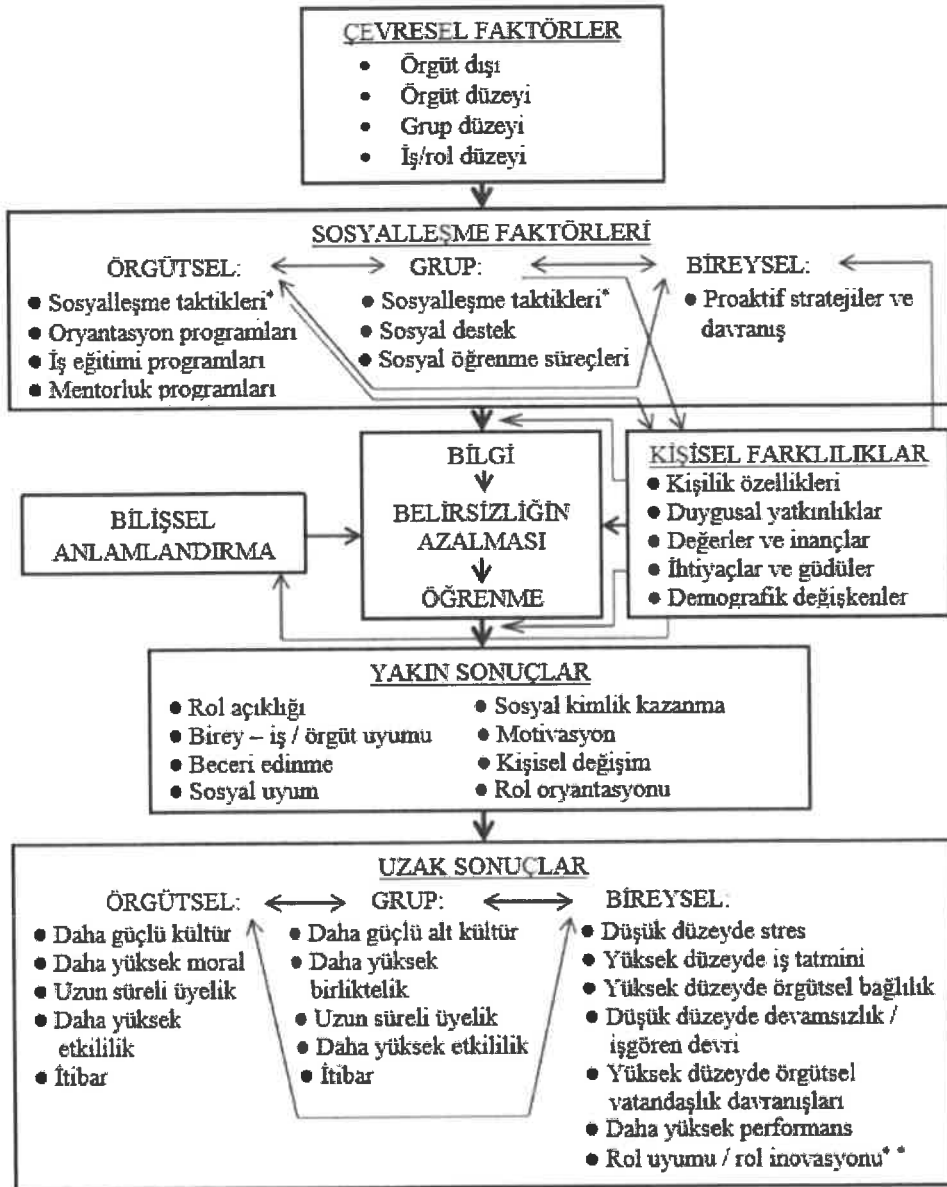 ÇEVRESEL FAKTÖRLER
● Örgüt dışı
● Örgüt düzeyi
● Grup düzeyi
● İş/rol düzeyi
SOSYALLEŞME FAKTÖRLERİ
ÖRGÜTSEL:
● Sosyalleşme taktikleri*
● Oryantasyon programları
● İş eğitimi programları
● Mentorluk programları
GRUP:
● Sosyalleşme taktikleri*
● Sosyal destek
● Sosyal öğrenme süreçleri
BİREYSEL:
● Proaktif stratejiler ve
davranış
BİLGİ
BELİRSİZLİĞİN
AZALMASI
ÖĞRENME
BİLİŞSEL
ANLAMLANDIRMA
KİŞİSEL FARKLILIKLAR
● Kişilik özellikleri
● Duygusal yatkınlıklar
● Değerler ve inançlar
● İhtiyaçlar ve güdüler
● Demografik değişkenler
YAKIN SONUÇLAR
● Rol açıklığı
● Birey – iş / örgüt uyumu
● Beceri edinme
● Sosyal uyum
● Sosyal kimlik kazanma
● Motivasyon
● Kişisel değişim
● Rol oryantasyonu
UZAK SONUÇLAR
ÖRGÜTSEL:
● Daha güçlü kültür
● Daha yüksek moral
● Uzun süreli üyelik
● Daha yüksek
etkililik
● İtibar
GRUP:
● Daha güçlü alt kültür
● Daha yüksek
birliktelik
● Uzun süreli üyelik
● Daha yüksek etkililik
● İtibar
BİREYSEL:
● Düşük düzeyde stres
● Yüksek düzeyde iş tatmini
● Yüksek düzeyde örgütsel bağlılık
● Düşük düzeyde devamsızlık /
işgören devri
● Yüksek düzeyde örgütsel
vatandaşlık davranışları
● Daha yüksek performans
● Rol uyumu / rol inovasyonu* *